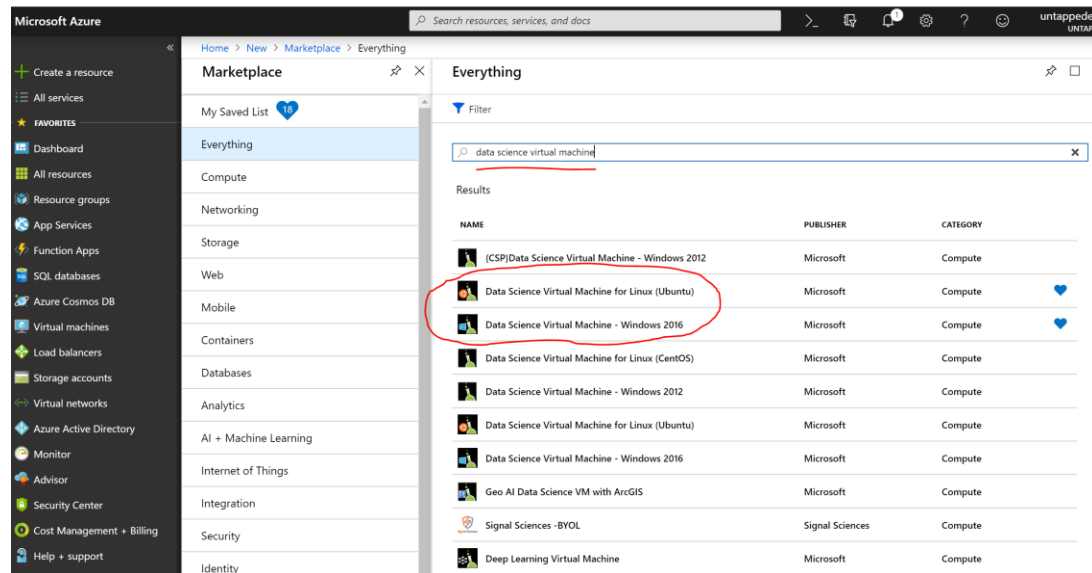 Microsoft Azure
Search resources, services, and docs
1
untappede
UNTAP
Home > New > Marketplace > Everything
Create a resource
All services
FAVORITES
Dashboard
All resources
Resource groups
App Services
Function Apps
SQL databases
Azure Cosmos DB
Virtual machines
Load balancers
Storage accounts
Virtual networks
Azure Active Directory
Monitor
Advisor
Security Center
Cost Management + Billing
Help + support
Marketplace
My Saved List 18
Everything
Compute
Networking
Storage
Web
Mobile
Containers
Databases
Analytics
AI + Machine Learning
Internet of Things
Integration
Security
Identity
Everything
Filter
data science virtual machine
Results
NAME PUBLISHER CATEGORY
(CSP)Data Science Virtual Machine - Windows 2012 Microsoft Compute
Data Science Virtual Machine for Linux (Ubuntu) Microsoft Compute
Data Science Virtual Machine - Windows 2016 Microsoft Compute
Data Science Virtual Machine for Linux (CentOS) Microsoft Compute
Data Science Virtual Machine - Windows 2012 Microsoft Compute
Data Science Virtual Machine for Linux (Ubuntu) Microsoft Compute
Data Science Virtual Machine - Windows 2016 Microsoft Compute
Geo AI Data Science VM with ArcGIS Microsoft Compute
Signal Sciences -BYOL Signal Sciences Compute
Deep Learning Virtual Machine Microsoft Compute